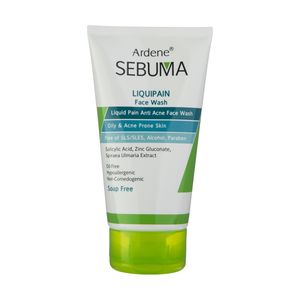 Ardene®
SEBUMA
LIQUIPAIN
Face Wash
Liquid Pain Anti Acne Face Wash
Oily & Acne Prone Skin
Free of SLS/SLES, Alcohol, Paraben
Salicylic Acid, Zinc Gluconate,
Spiraea Ulmaria Extract
Oil Free
Hypoallergenic
Non-Comedogenic
Soap Free